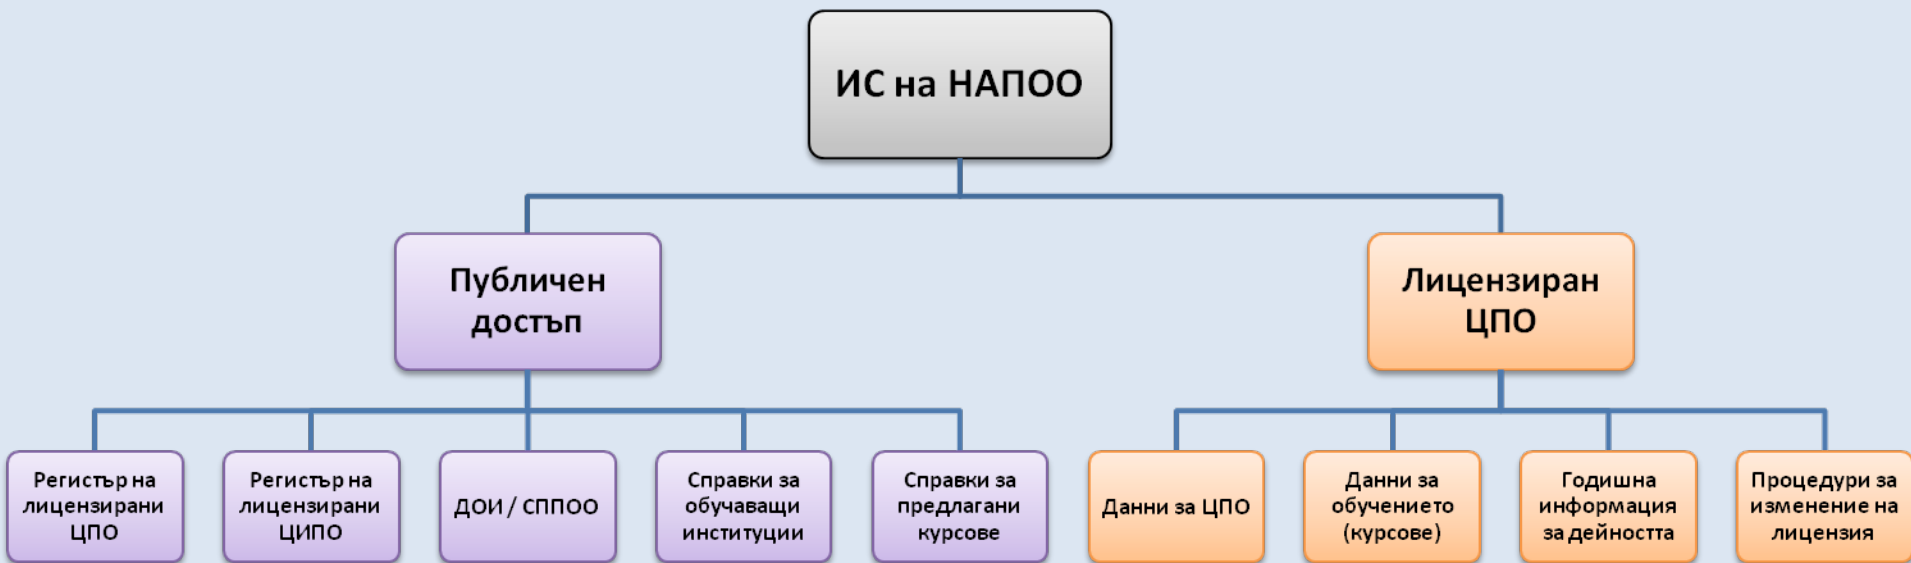 ИС на НАПОО
Публичен
достъп
Лицензиран
ЦПО
Регистър на
лицензирани
ЦПО
Регистър на
лицензирани
ЦИПО
ДОИ / СППОО
Справки за
обучаващи
институции
Справки за
предлагани
курсове
Данни за ЦПО
Данни за
обучението
(курсове)
Годишна
информация
за дейността
Процедури за
изменение на
лицензия